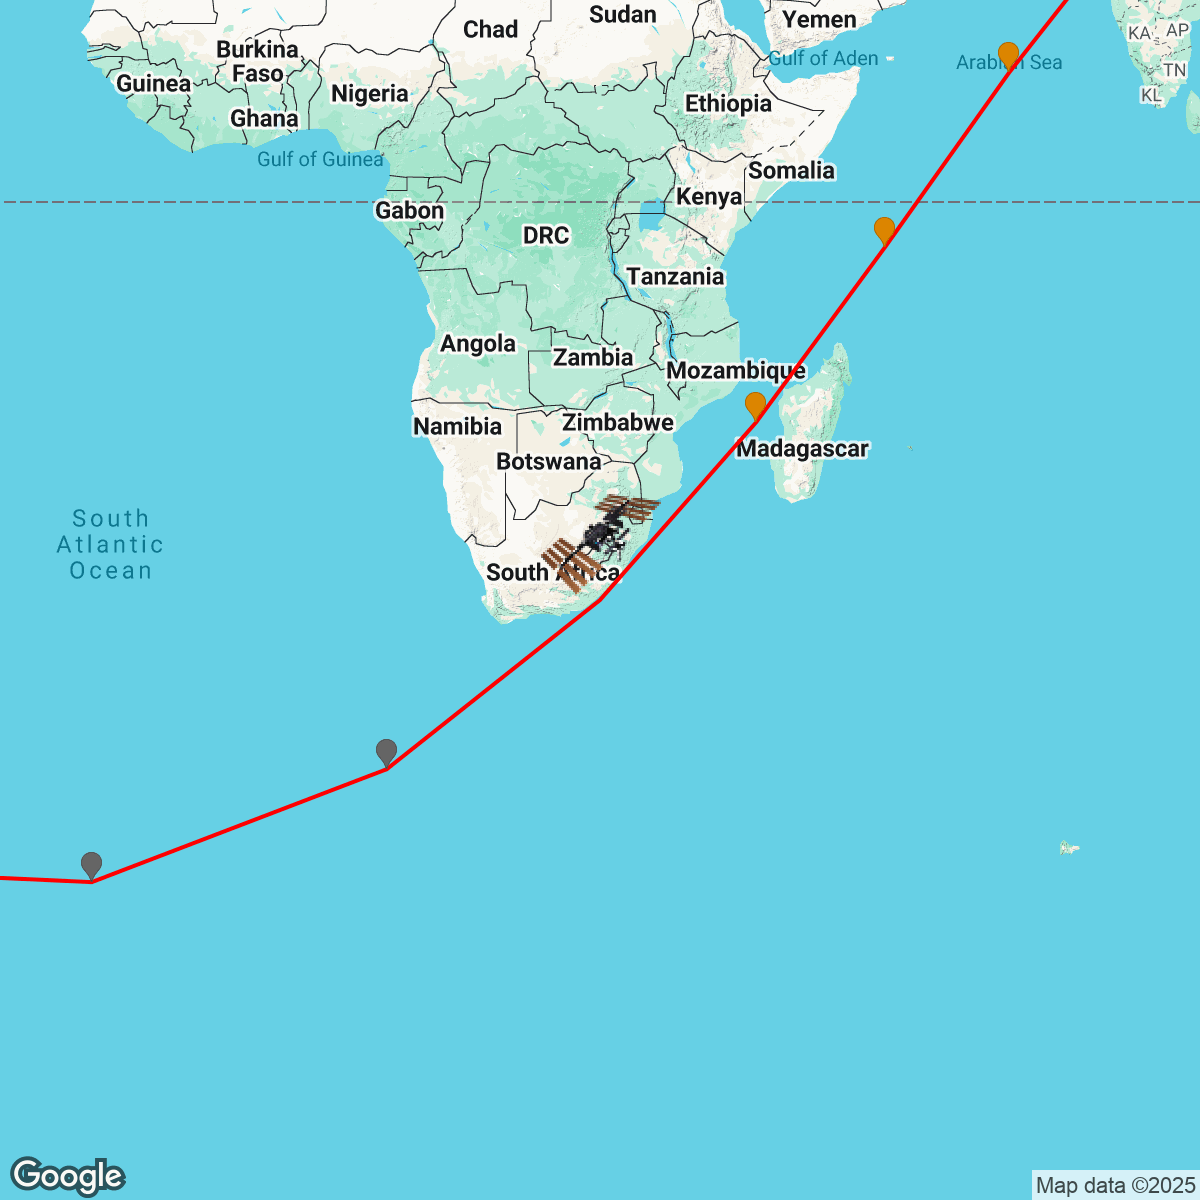 Sudan
Yemen
Chad
KA
AP
Burkina
Faso
Gulf of Aden
Arabian Sea
TN
Guinea
Nigeria
Ethiopia
KL
Ghana
Gulf of Guinea
Somalia
Kenya
Gabon
DRC
Tanzania
Angola
Zambia
Mozambique
Namibia
Zimbabwe
Madagascar
Botswana
South
Atlantic
Ocean
South Africa
Google
Map data ©2025